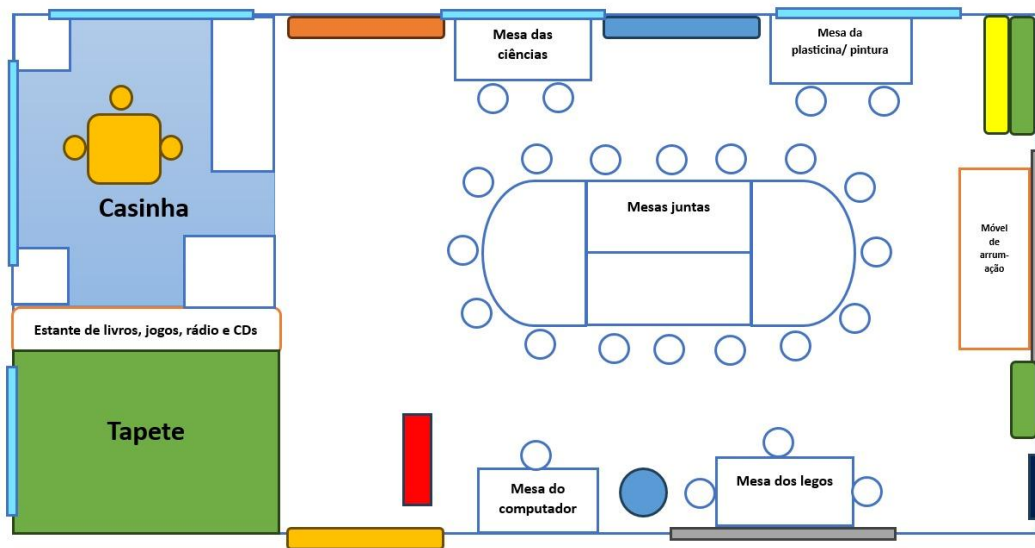 Mesa das
ciências
Mesa da
plasticina/ pintura
Casinha
Mesas juntas
Móvel
de
arrum-
ação
Estante de livros, jogos, rádio e CDs
Tapete
Mesa do
computador
Mesa dos legos